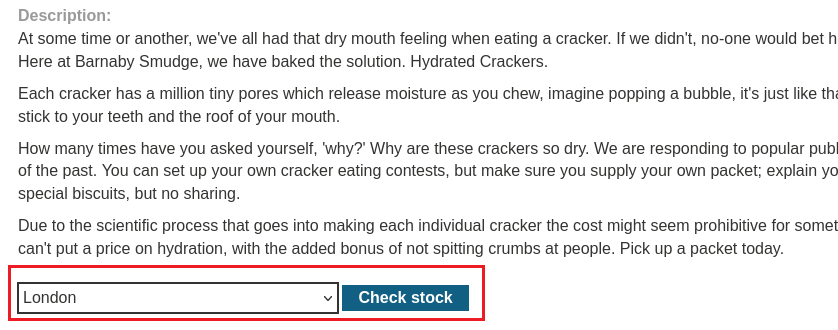 Description:
At some time or another, we've all had that dry mouth feeling when eating a cracker. If we didn't, no-one would bet
Here at Barnaby Smudge, we have baked the solution. Hydrated Crackers.
Each cracker has a million tiny pores which release moisture as you chew, imagine popping a bubble, it's just like
stick to your teeth and the roof of your mouth.
How many times have you asked yourself, 'why?' Why are these crackers so dry. We are responding to popular
of the past. You can set up your own cracker eating contests, but make sure you supply your own packet; explain
special biscuits, but no sharing.
Due to the scientific process that goes into making each individual cracker the cost might seem prohibitive for
can't put a price on hydration, with the added bonus of not spitting crumbs at people. Pick up a packet today.
London Check stock